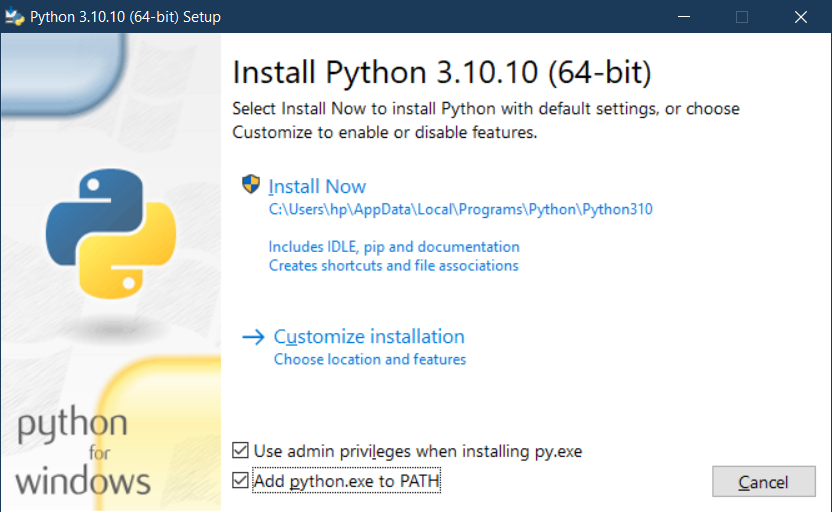 Python 3.10.10 (64-bit) Setup
Install Python 3.10.10 (64-bit)
Select Install Now to install Python with default settings, or choose
Customize to enable or disable features.
Install Now
C:\Users\hp\AppData\Local\Programs\Python\Python310
Includes IDLE, pip and documentation
Creates shortcuts and file associations
Customize installation
Choose location and features
python
for
windows
Use admin privileges when installing py.exe
Add python.exe to PATH
Cancel